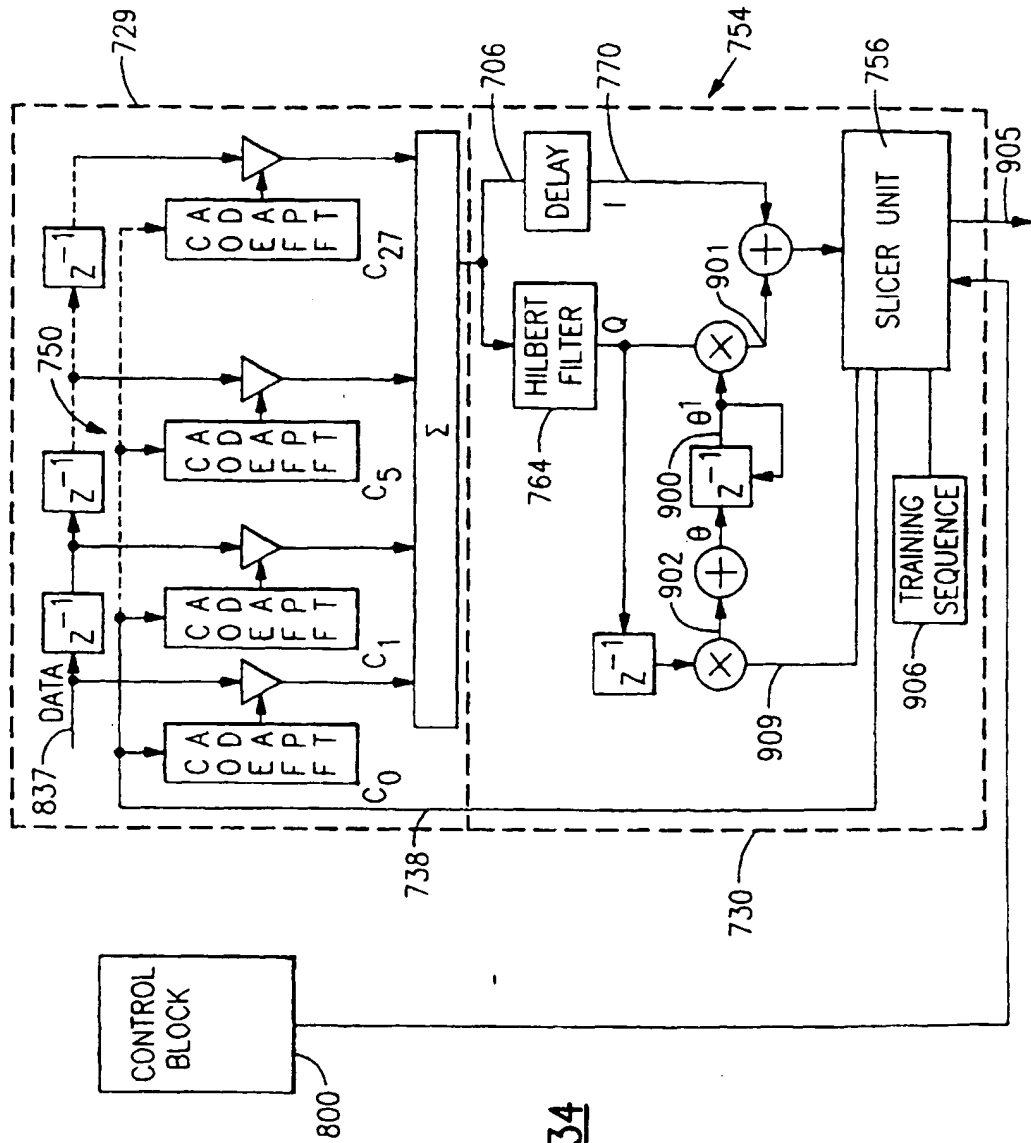 729
837
DATA
Z⁻¹
Z⁻¹
Z⁻¹
750
C A
O D
E A
F P
F T
C A
O D
E A
F P
F T
C A
O D
E A
F P
F T
C A
O D
E A
F P
F T
C₀
C₁
C₅
C₂₇
Σ
738
706
754
HILBERT
FILTER
DELAY
764
Q
I
770
Z⁻¹
902
θ
900
Z⁻¹
θ¹
901
×
+
×
+
909
756
SLICER UNIT
TRAINING
SEQUENCE
906
905
730
CONTROL
BLOCK
800
34